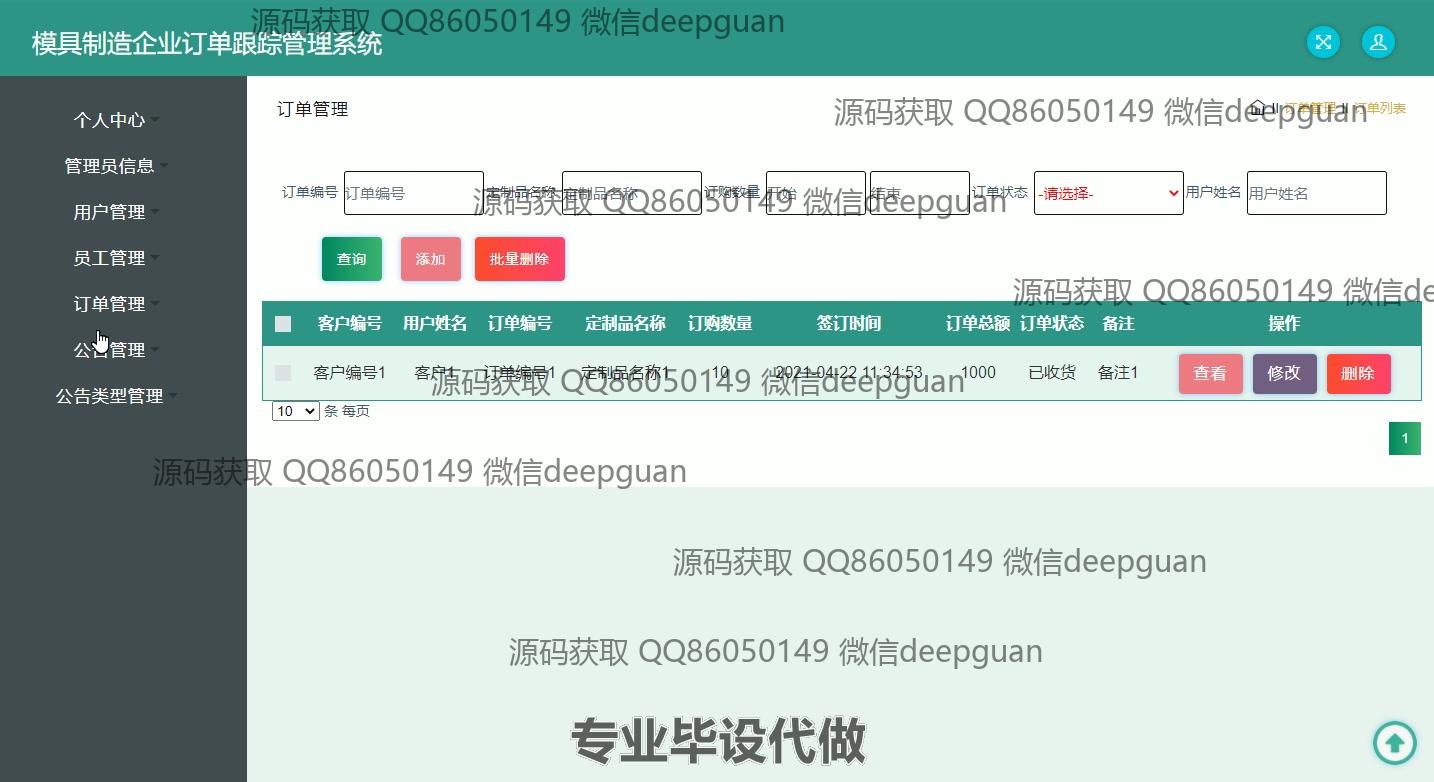 源码获取 QQ86050149 微信deepguan
模具制造企业订单跟踪管理系统
个人中心
管理员信息
用户管理
员工管理
订单管理
公告管理
公告类型管理
订单管理
订单管理 订单列表
源码获取 QQ86050149 微信deepguan
订单编号 订单编号 定制品名称 定制品名称 订购数量 开始 结束 订单状态 -请选择- 用户姓名 用户姓名
源码获取 QQ86050149 微信deepguan
查询 添加 批量删除
源码获取 QQ86050149 微信de
客户编号 用户姓名 订单编号 定制品名称 订购数量 签订时间 订单总额 订单状态 备注 操作
客户编号1 客户1 订单编号1 定制品名称1 10 2021-04-22 11:34:53 1000 已收货 备注1 查看 修改 删除
源码获取 QQ86050149 微信deepguan
10 条 每页
1
源码获取 QQ86050149 微信deepguan
源码获取 QQ86050149 微信deepguan
源码获取 QQ86050149 微信deepguan
专业毕设代做